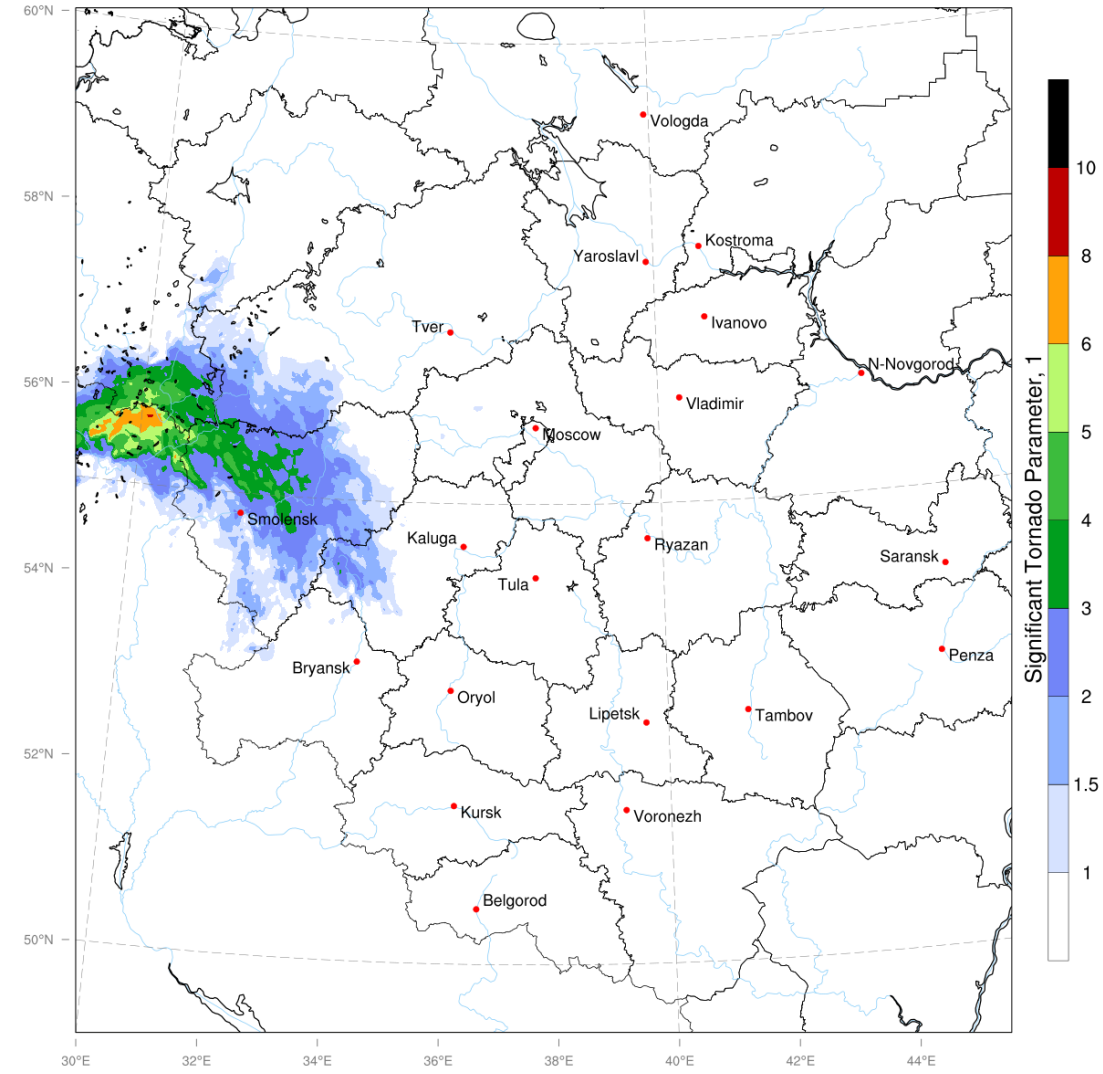 60°N
58°N
56°N
54°N
52°N
50°N
30°E
32°E
34°E
36°E
38°E
40°E
42°E
44°E
Vologda
Kostroma
Yaroslavl
Ivanovo
Tver
N-Novgorod
Vladimir
Moscow
Smolensk
Kaluga
Ryazan
Saransk
Tula
Penza
Bryansk
Oryol
Lipetsk
Tambov
Kursk
Voronezh
Belgorod
Significant Tornado Parameter, 1
10
8
6
5
4
3
2
1.5
1